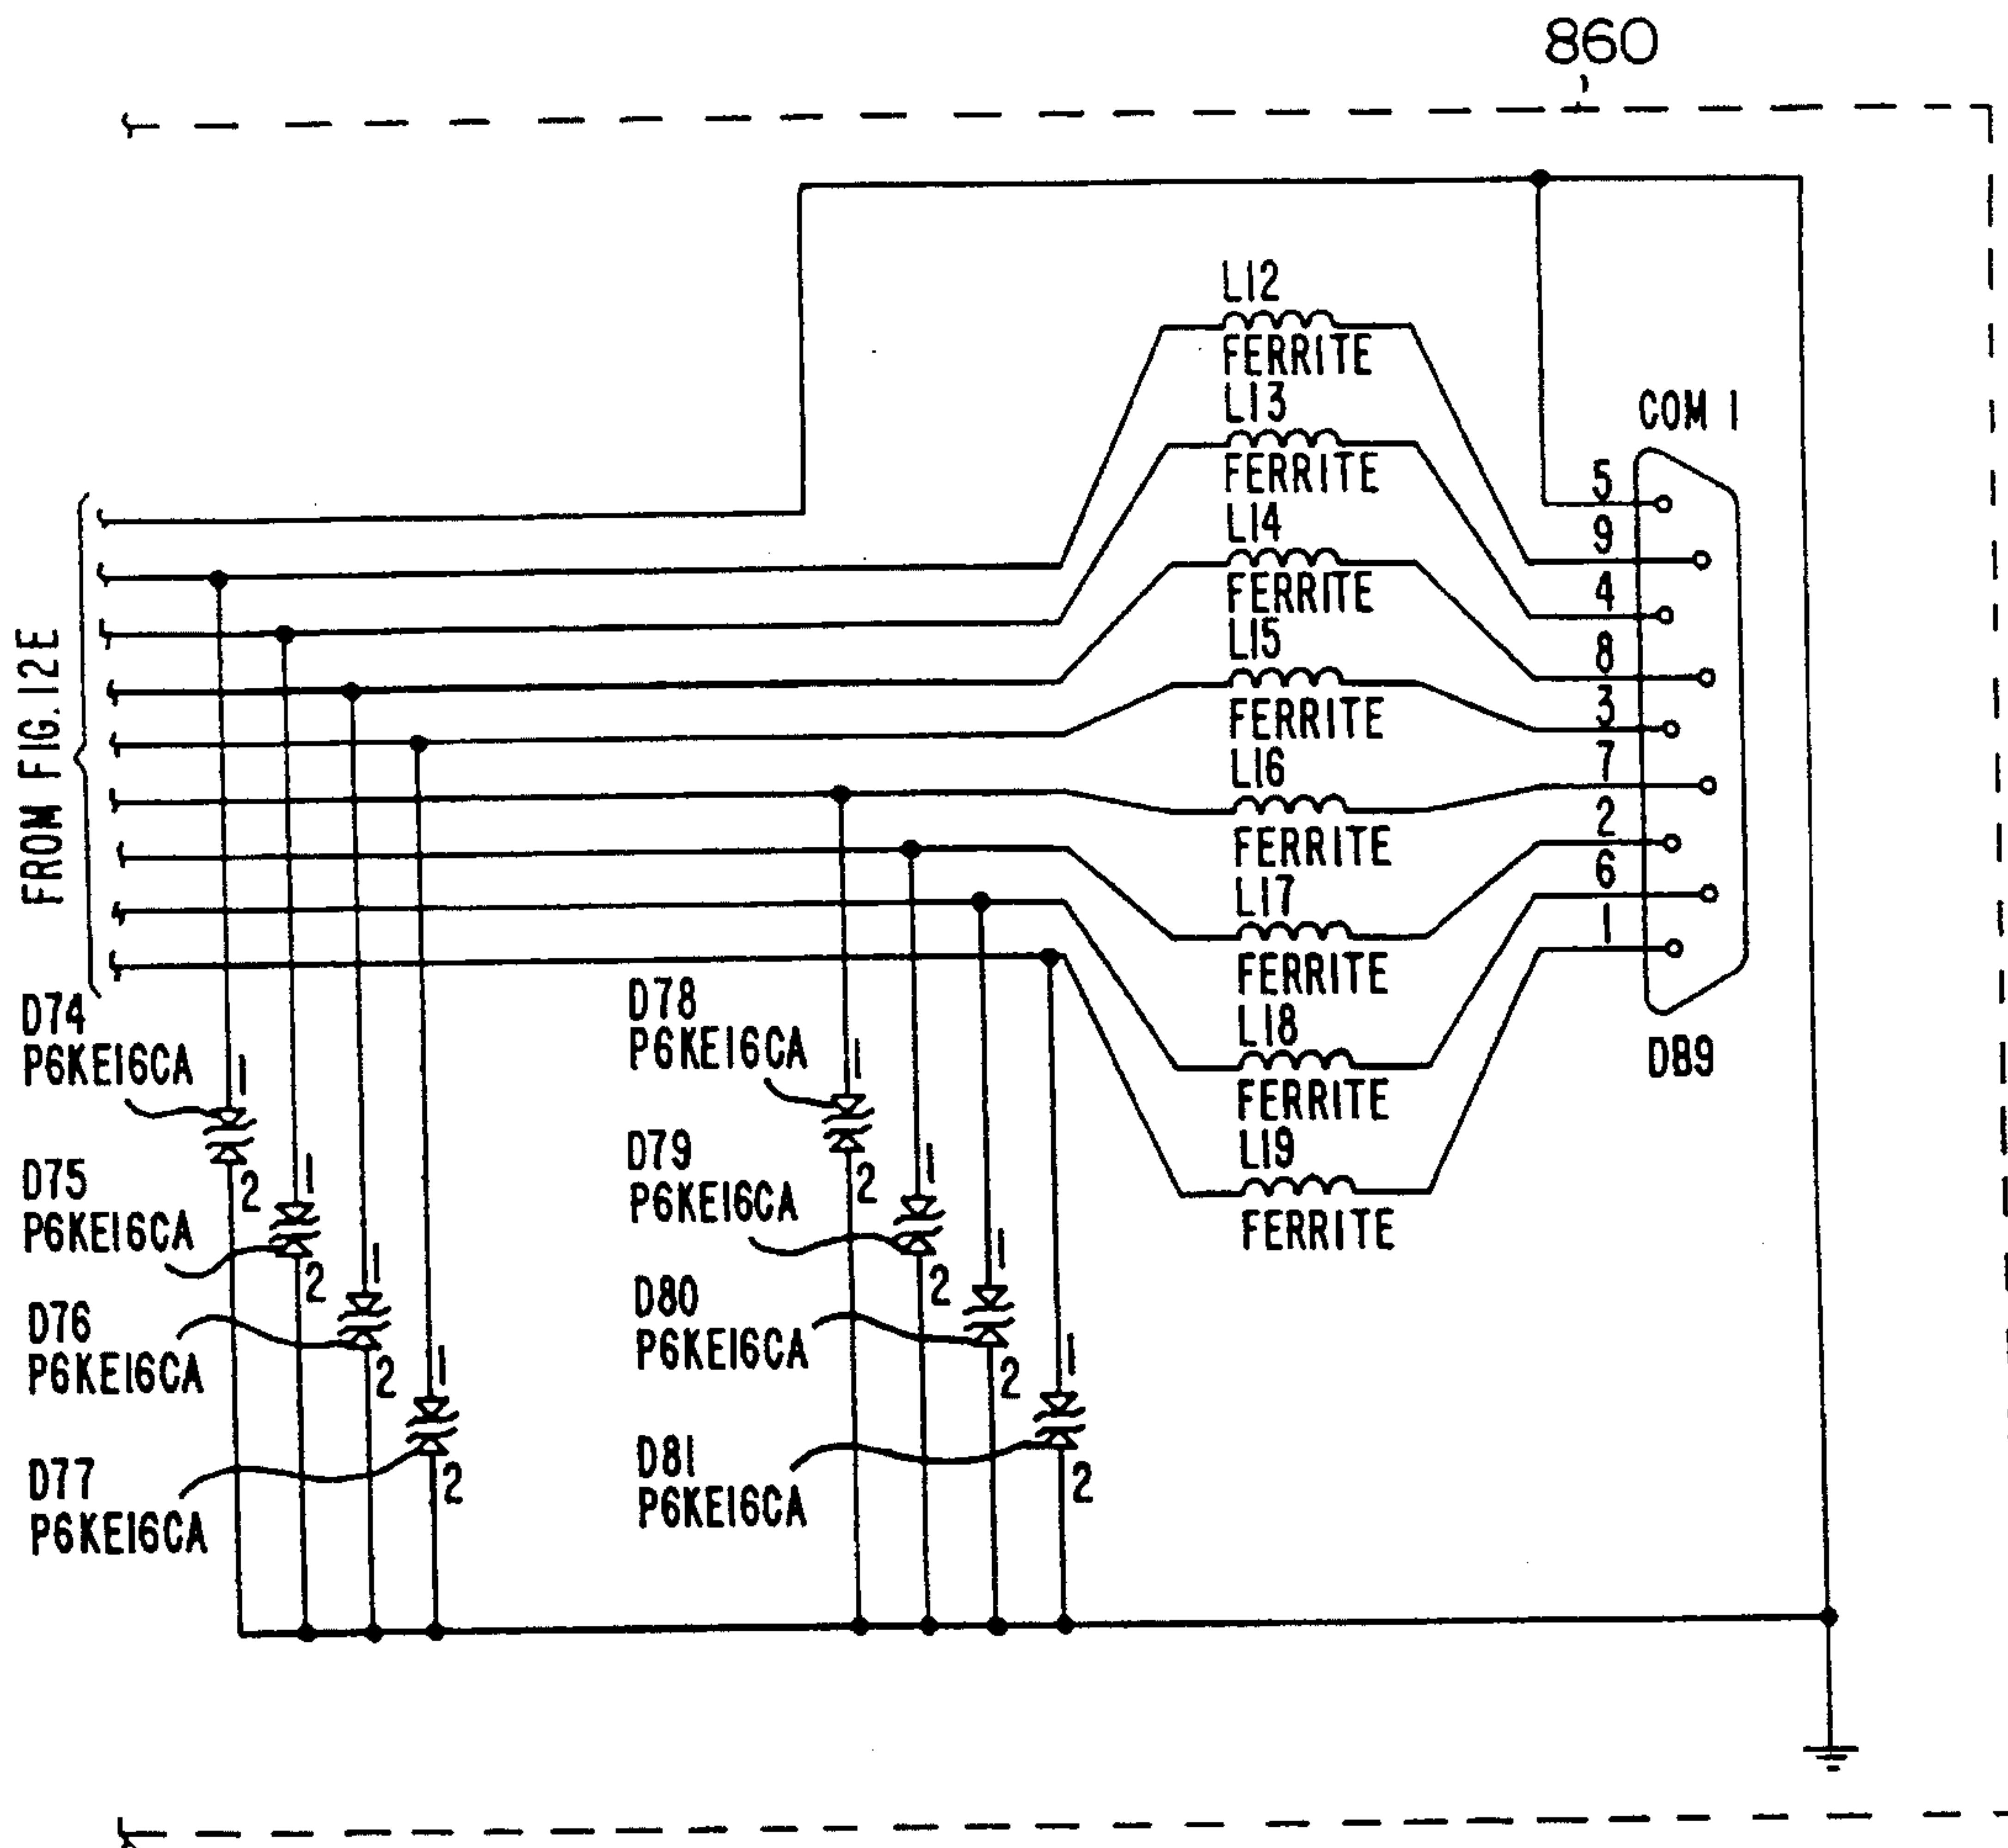 860
L12
FERRITE
L13
FERRITE
L14
FERRITE
L15
FERRITE
L16
FERRITE
L17
FERRITE
L18
FERRITE
L19
FERRITE
COM 1
5
9
4
8
3
7
2
6
1
DB9
FROM FIG.12E
D74
P6KE16CA
1
2
D75
P6KE16CA
1
2
D76
P6KE16CA
1
2
D77
P6KE16CA
1
2
D78
P6KE16CA
1
2
D79
P6KE16CA
1
2
D80
P6KE16CA
1
2
D81
P6KE16CA
1
2